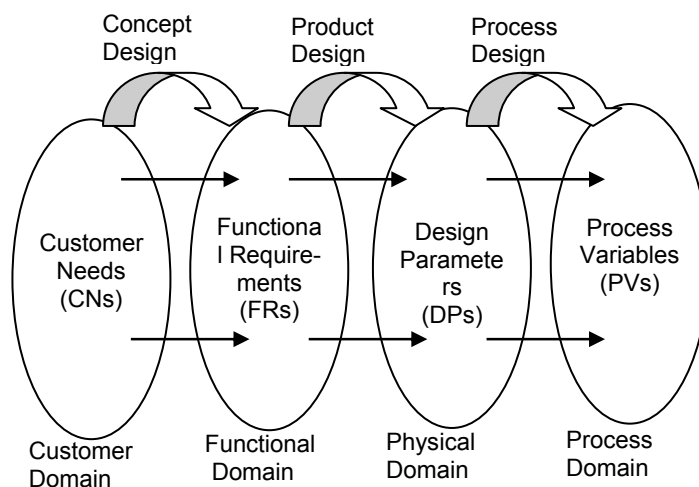 Concept
Design
Product
Design
Process
Design
Customer
Needs
(CNs)
Functiona
l Require-
ments
(FRs)
Design
Paramete
rs
(DPs)
Process
Variables
(PVs)
Customer
Domain
Functional
Domain
Physical
Domain
Process
Domain